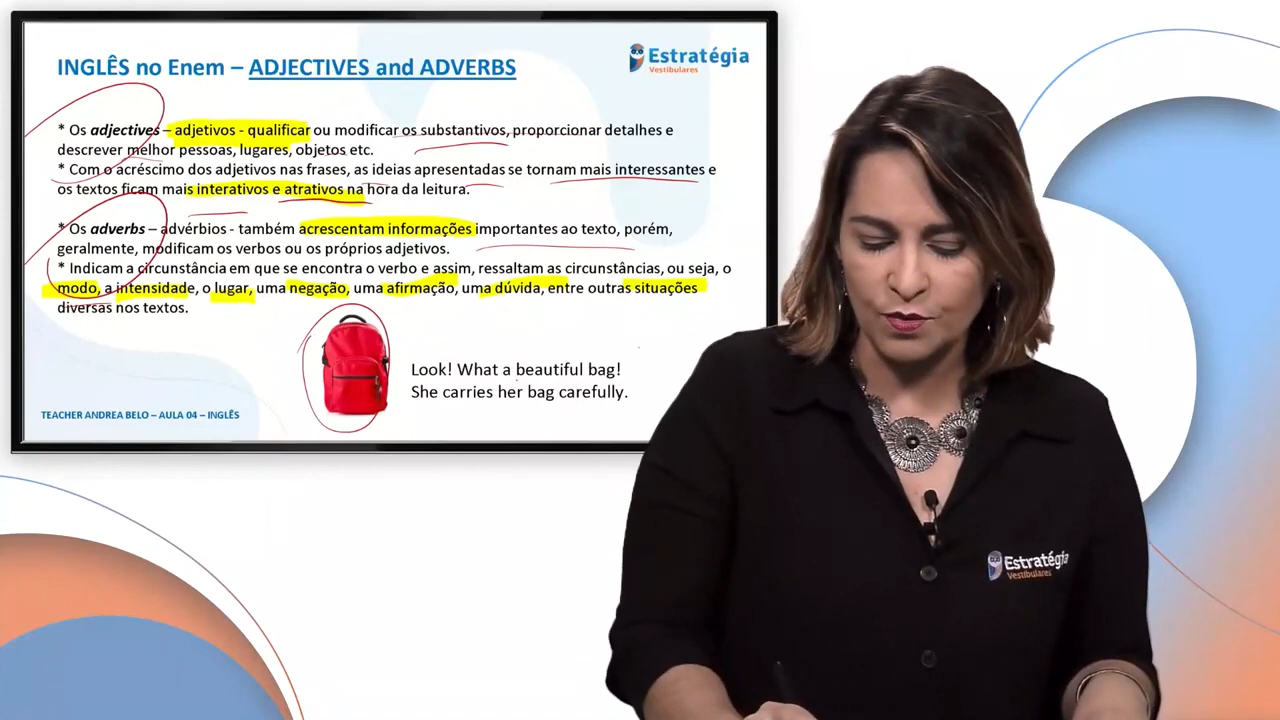 INGLÊS no Enem – ADJECTIVES and ADVERBS
Estratégia
Vestibulares
* Os adjectives – adjetivos - qualificar ou modificar os substantivos, proporcionar detalhes e
descrever melhor pessoas, lugares, objetos etc.
* Com o acréscimo dos adjetivos nas frases, as ideias apresentadas se tornam mais interessantes e
os textos ficam mais interativos e atrativos na hora da leitura.
* Os adverbs – advérbios - também acrescentam informações importantes ao texto, porém,
geralmente, modificam os verbos ou os próprios adjetivos.
* Indicam a circunstância em que se encontra o verbo e assim, ressaltam as circunstâncias, ou seja, o
modo, a intensidade, o lugar, uma negação, uma afirmação, uma dúvida, entre outras situações
diversas nos textos.
Look! What a beautiful bag!
She carries her bag carefully.
TEACHER ANDREA BELO – AULA 04 – INGLÊS
Estratégia
Vestibulares